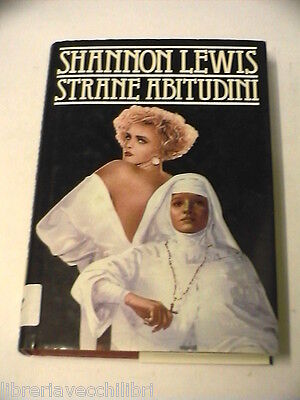 SHANNON LEWIS
STRANE ABITUDINI
libreriavecchilibri